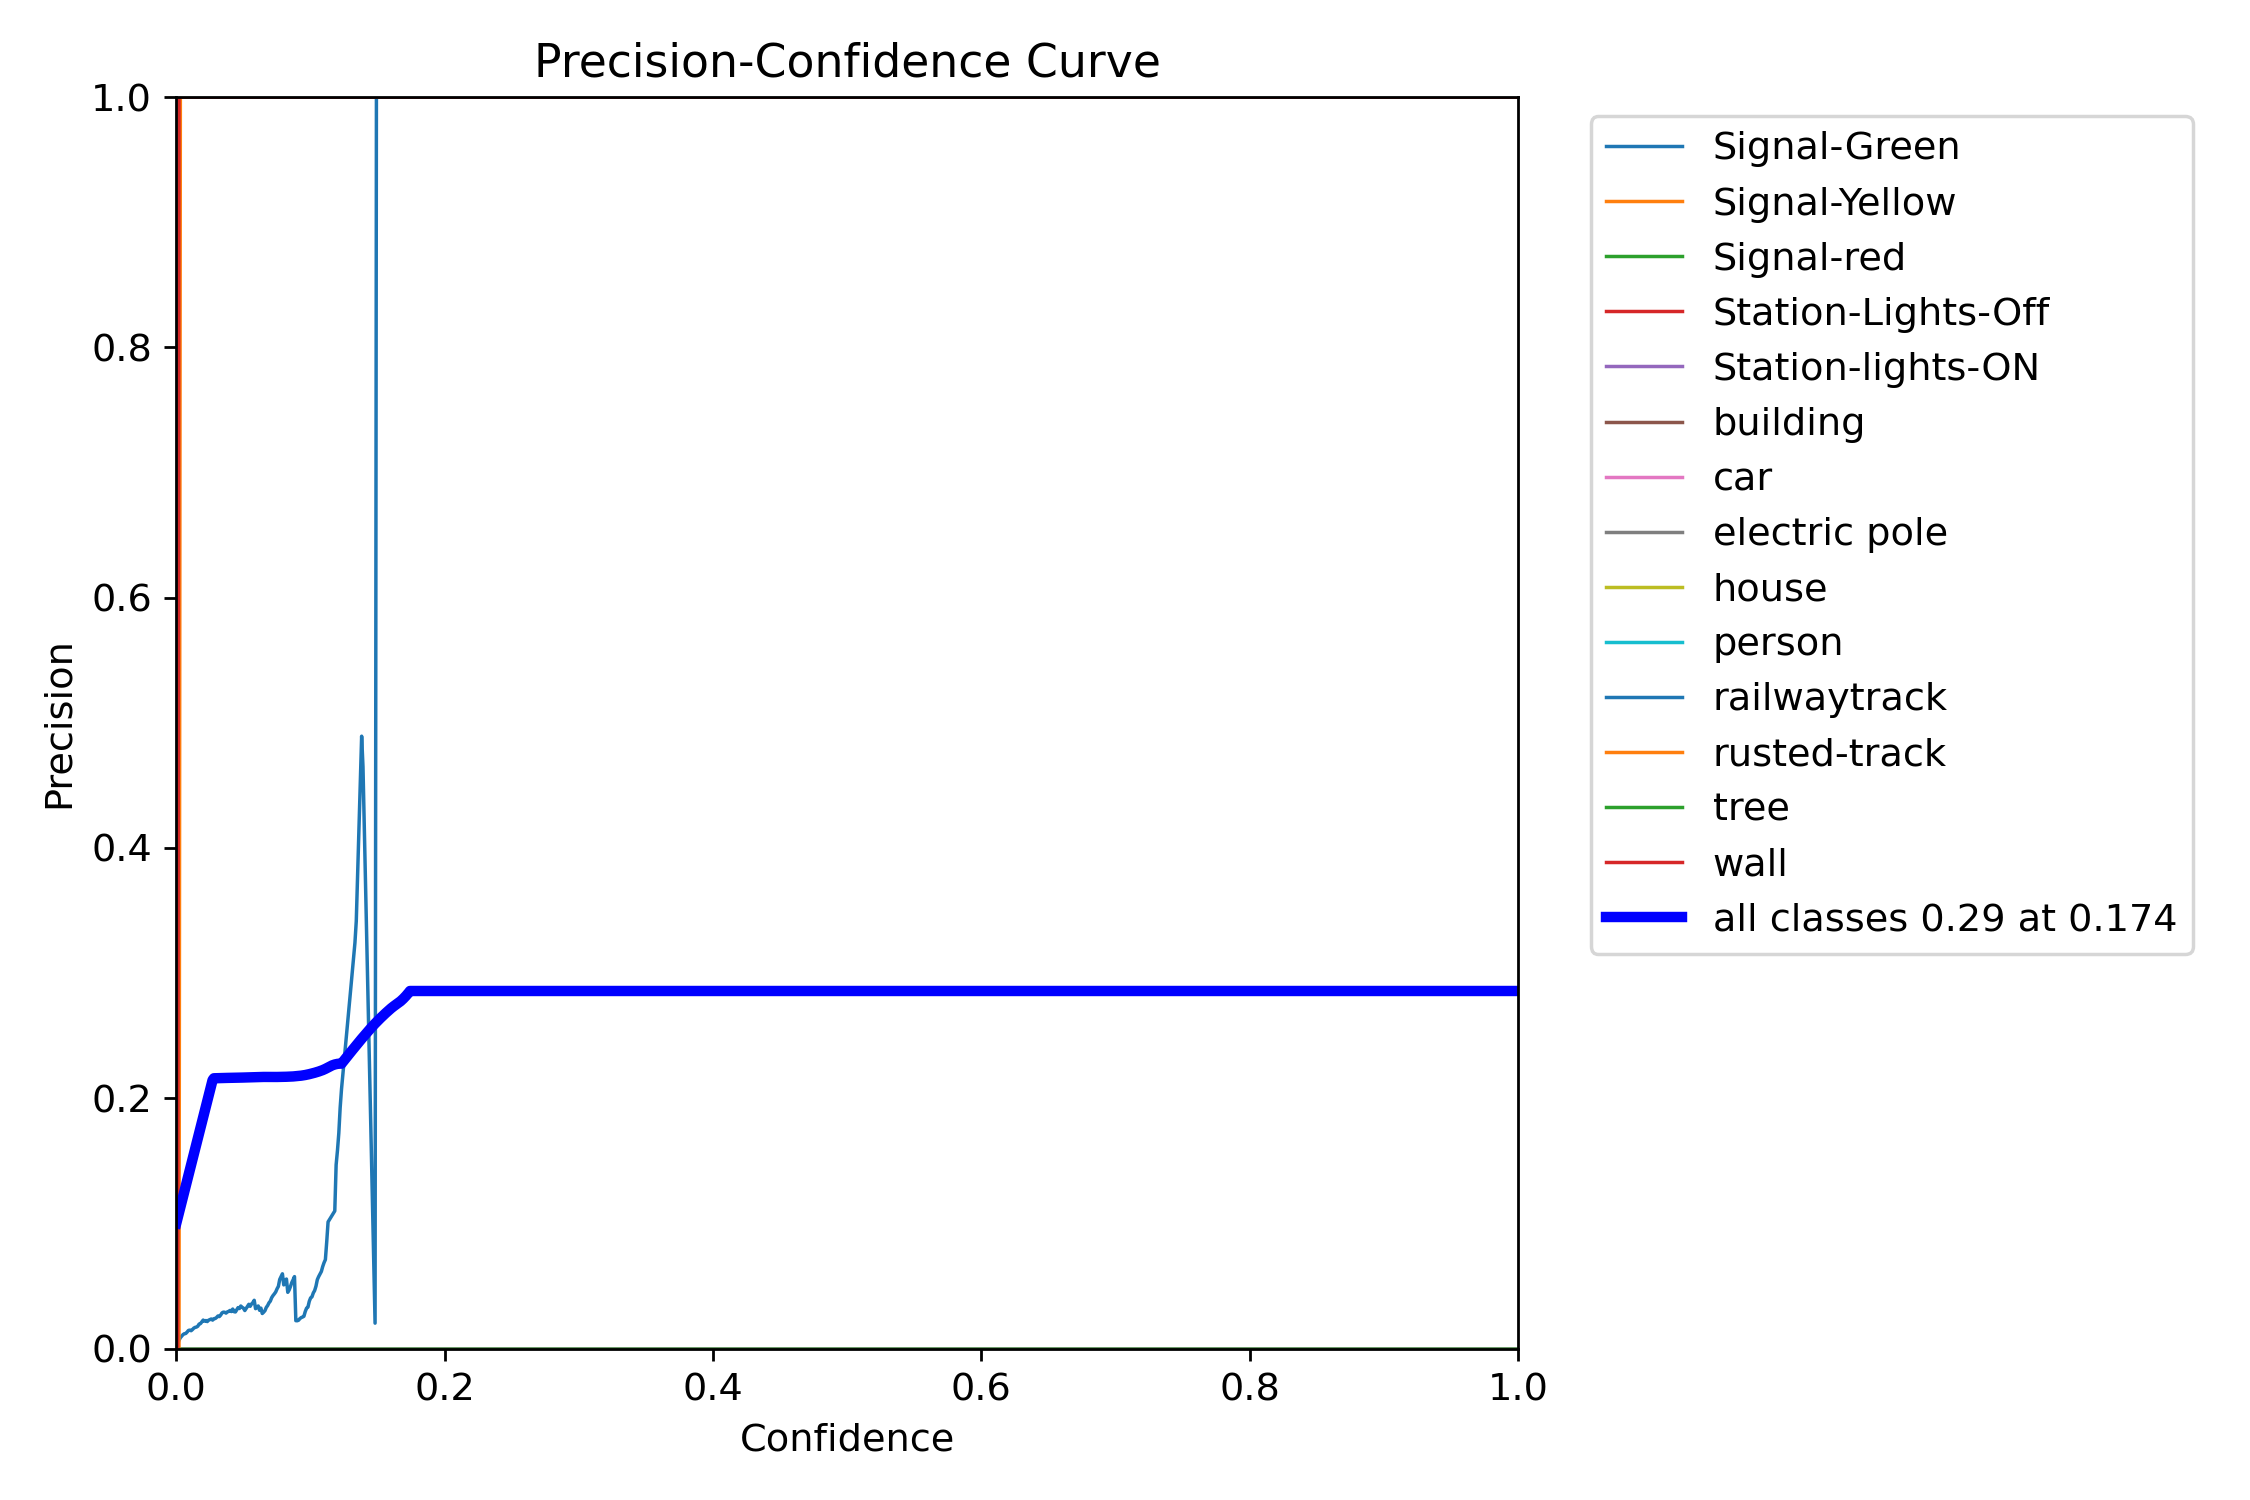 Precision-Confidence Curve
1.0
0.8
0.6
0.4
0.2
0.0
Precision
0.0 0.2 0.4 0.6 0.8 1.0
Confidence
Signal-Green
Signal-Yellow
Signal-red
Station-Lights-Off
Station-lights-ON
building
car
electric pole
house
person
railwaytrack
rusted-track
tree
wall
all classes 0.29 at 0.174